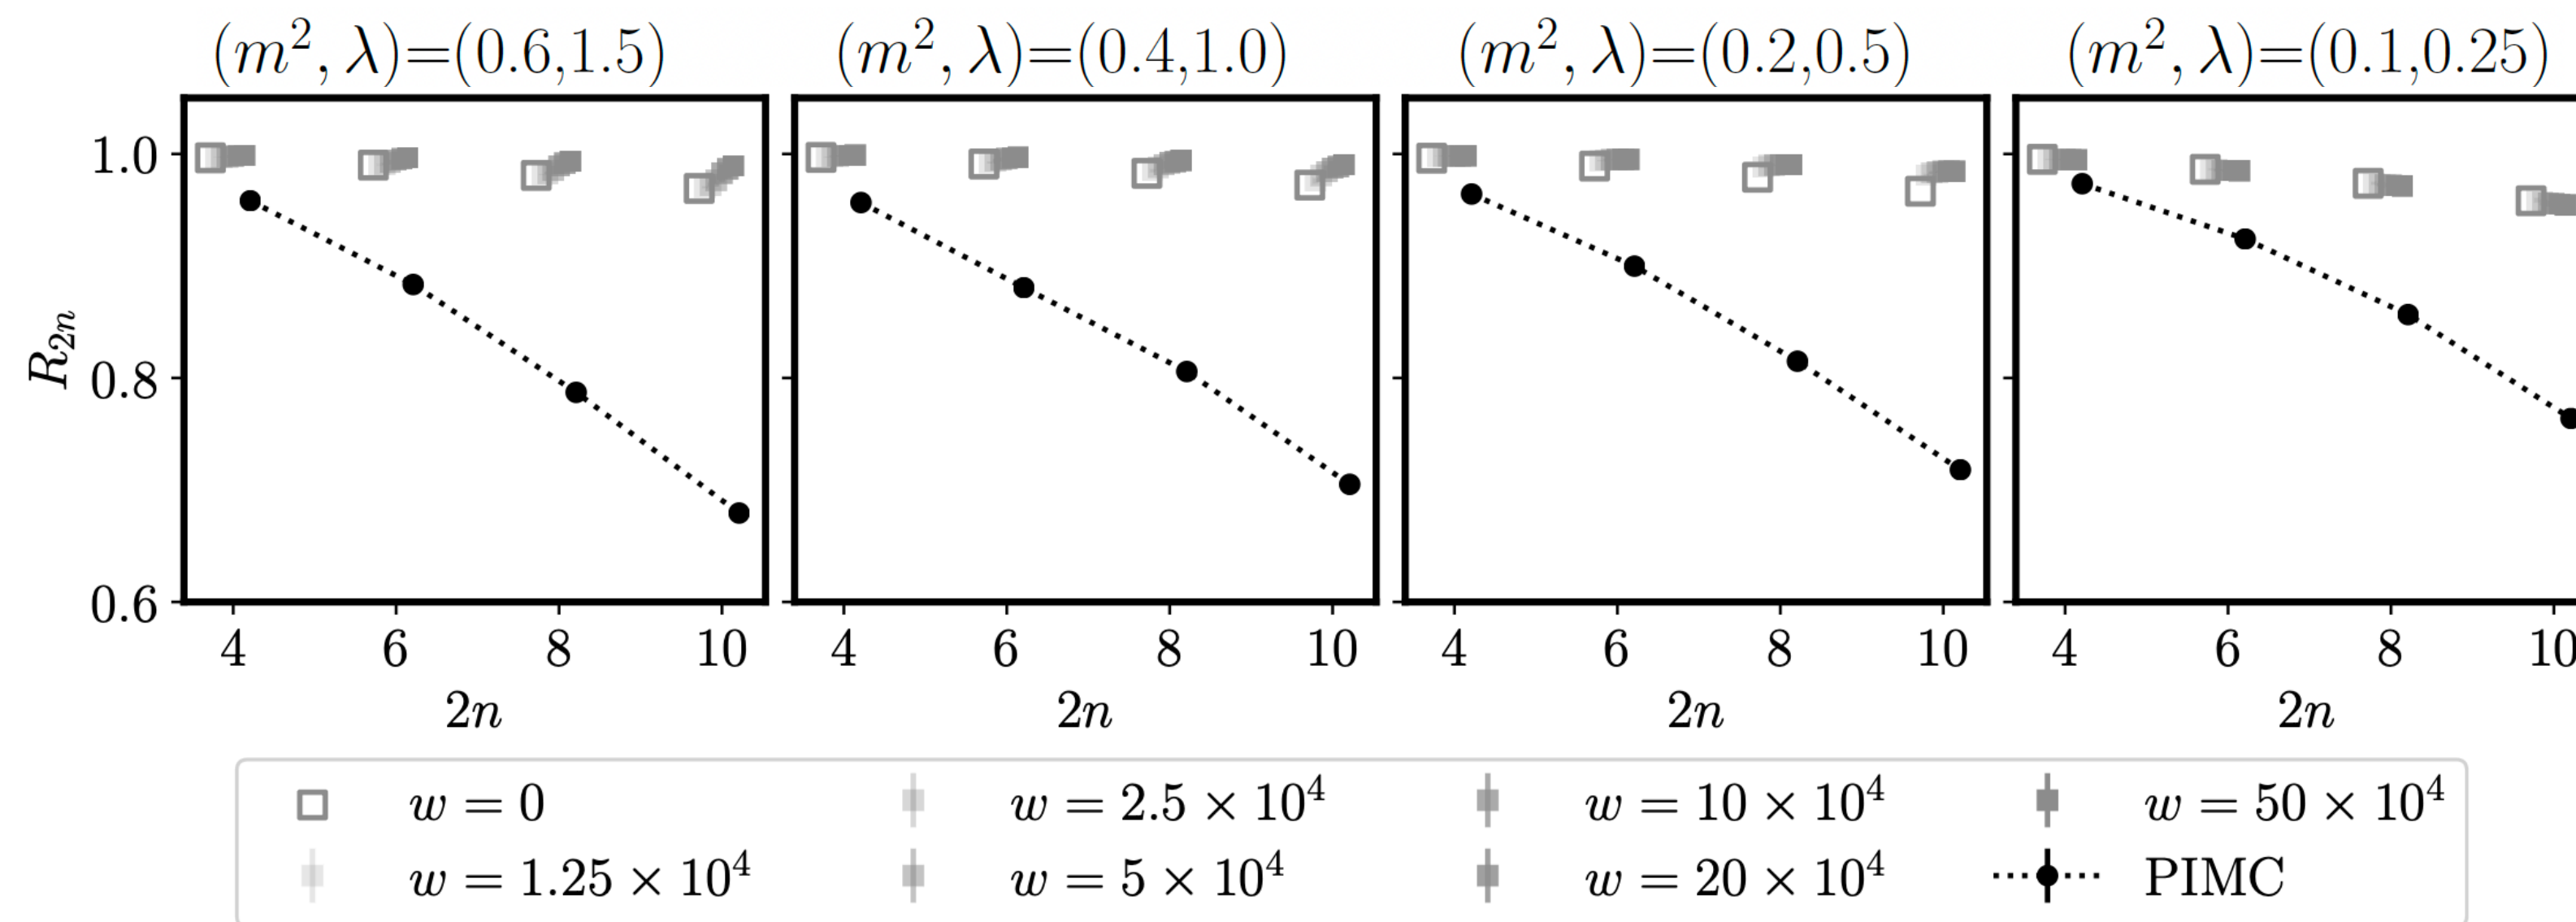 (m², λ)=(0.6,1.5) (m², λ)=(0.4,1.0) (m², λ)=(0.2,0.5) (m², λ)=(0.1,0.25)
1.0
0.8
0.6
R₂ₙ
4 6 8 10 4 6 8 10 4 6 8 10 4 6 8 10
2n 2n 2n 2n
w = 0 w = 2.5 × 10⁴ w = 10 × 10⁴ w = 50 × 10⁴
w = 1.25 × 10⁴ w = 5 × 10⁴ w = 20 × 10⁴ PIMC